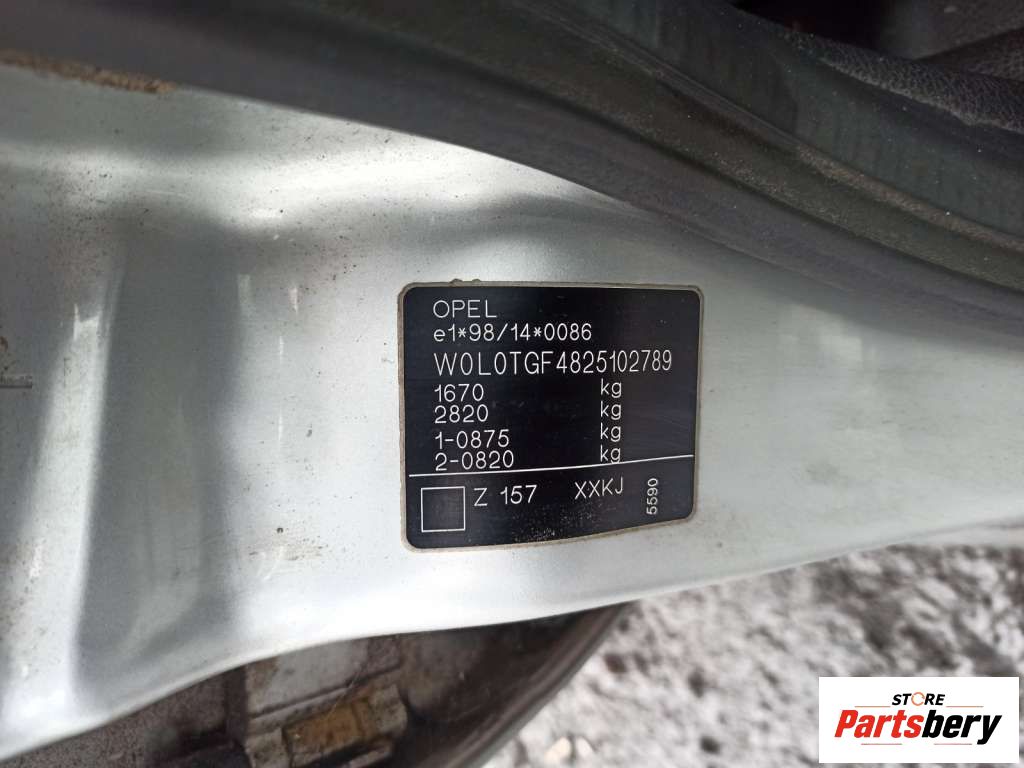 OPEL
e1*98/14*0086
W0L0TGF4825102789
1670 kg
2820 kg
1-0875 kg
2-0820 kg
Z 157 XXKJ
5590
STORE
Partsbery